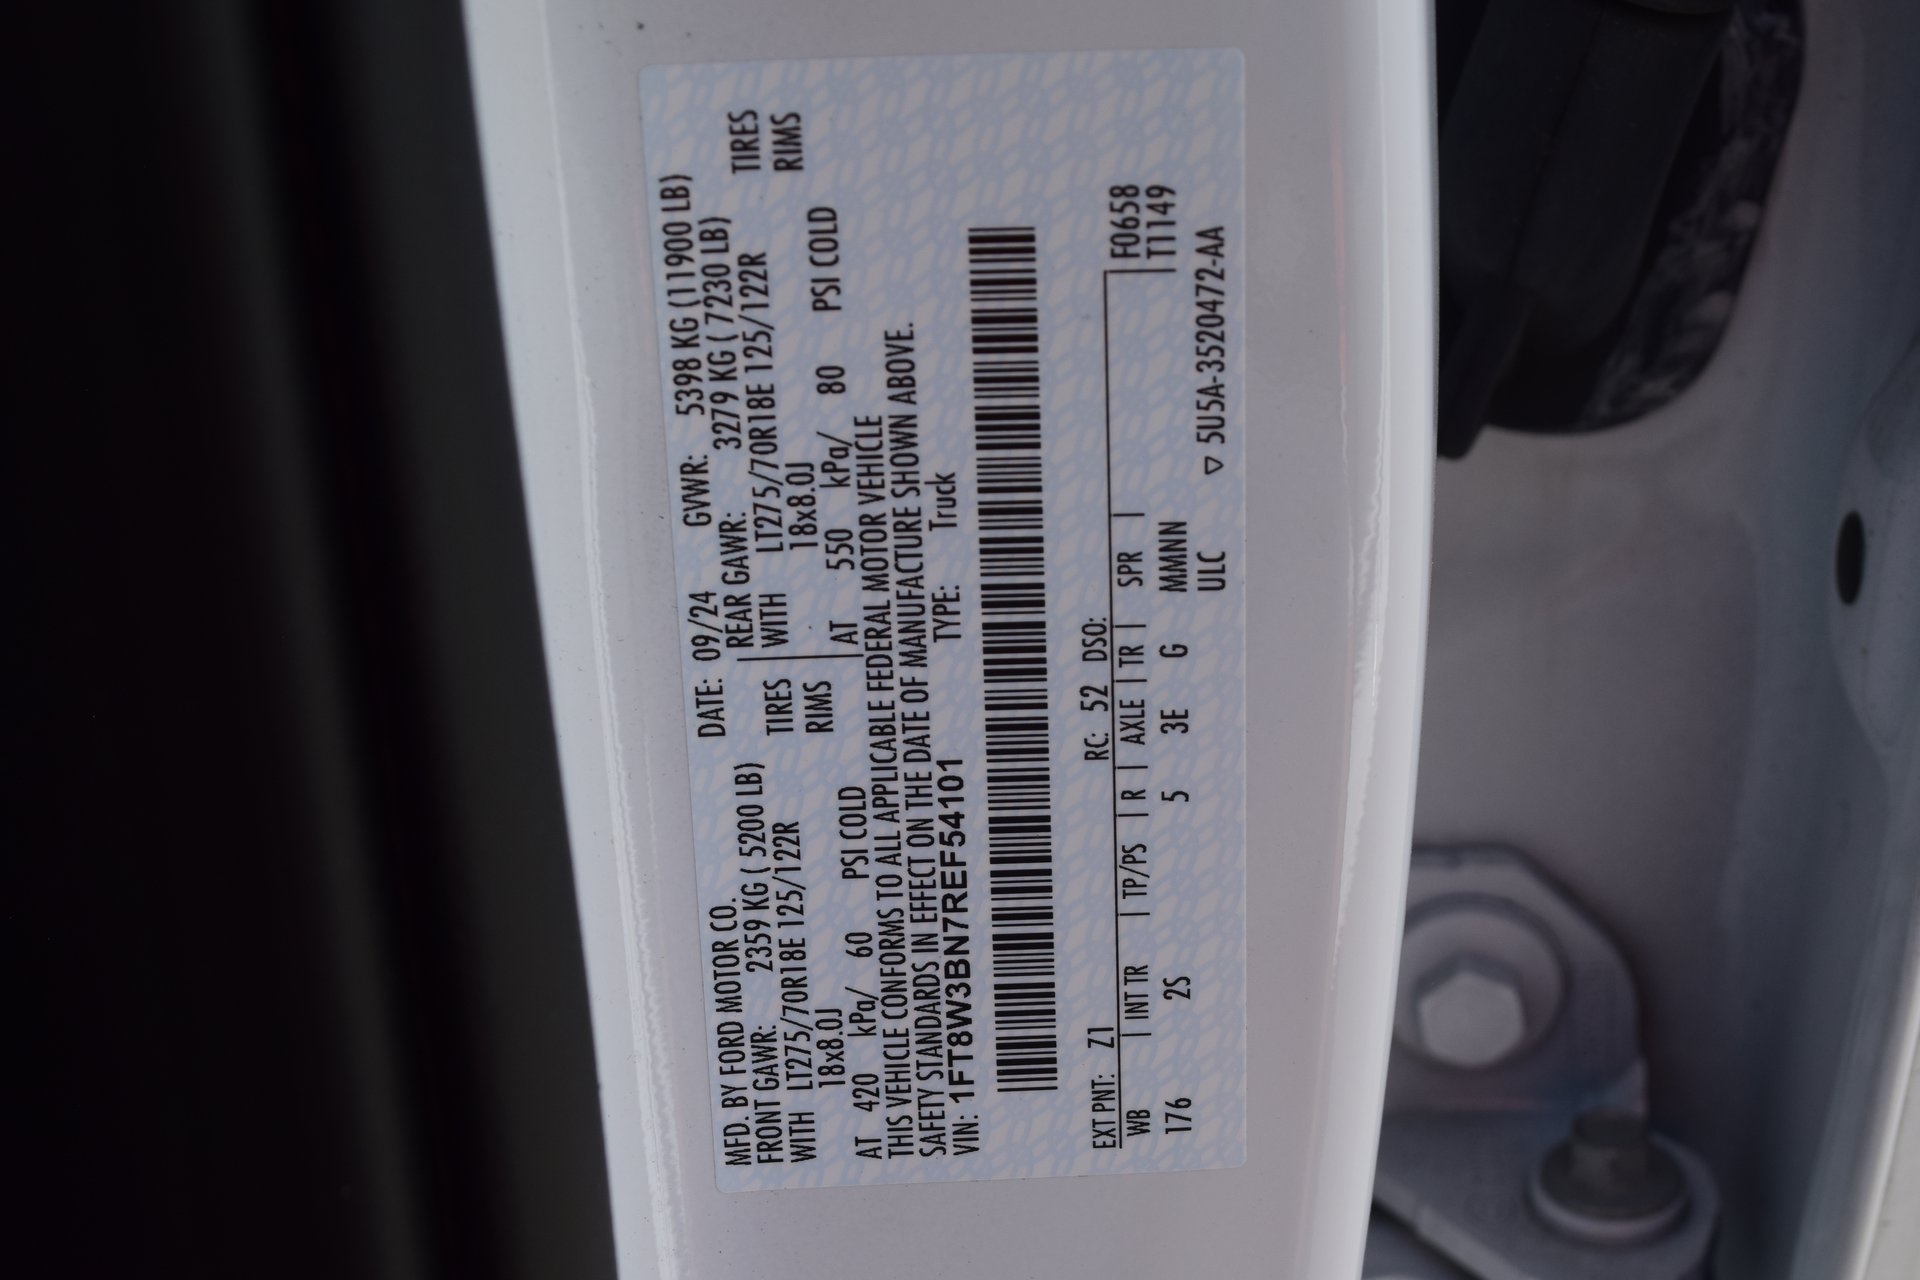 MFD. BY FORD MOTOR CO. DATE: 09/24 GVWR: 5398 KG (11900 LB)
FRONT GAWR: 2359 KG ( 5200 LB) REAR GAWR: 3279 KG ( 7230 LB)
WITH LT275/70R18E 125/122R TIRES WITH LT275/70R18E 125/122R TIRES
18x8.0J RIMS 18x8.0J RIMS
AT 420 kPa/ 60 PSI COLD AT 550 kPa/ 80 PSI COLD
THIS VEHICLE CONFORMS TO ALL APPLICABLE FEDERAL MOTOR VEHICLE
SAFETY STANDARDS IN EFFECT ON THE DATE OF MANUFACTURE SHOWN ABOVE.
VIN: 1FT8W3BN7REF54101 TYPE: Truck
EXT PNT: Z1 RC: 52 DSO: F0658
WB | INT TR | TP/PS | R | AXLE | TR | SPR | T1149
176 2S 5 3E G MMMNN
ULC ▽ 5U5A-3520472-AA